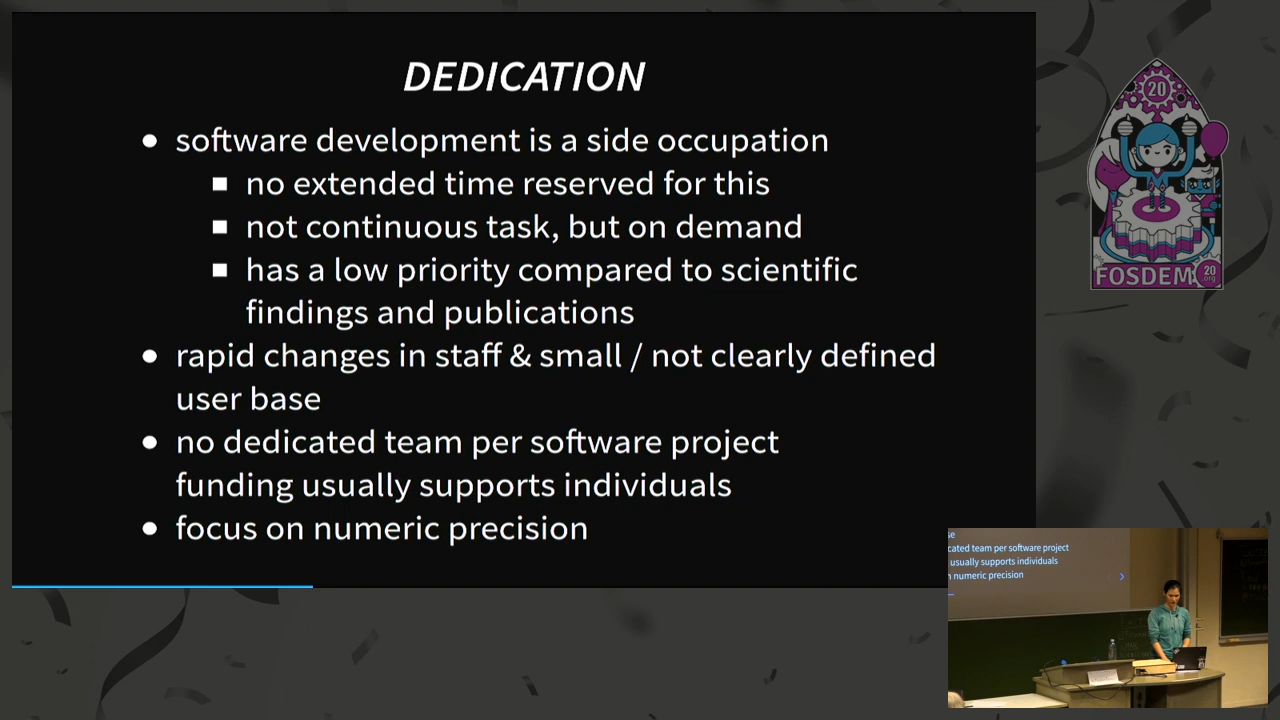 DEDICATION
software development is a side occupation
no extended time reserved for this
not continuous task, but on demand
has a low priority compared to scientific
findings and publications
rapid changes in staff & small / not clearly defined
user base
no dedicated team per software project
funding usually supports individuals
focus on numeric precision
20
FOSDEM
20
org
se
cated team per software project
usually supports individuals
numeric precision